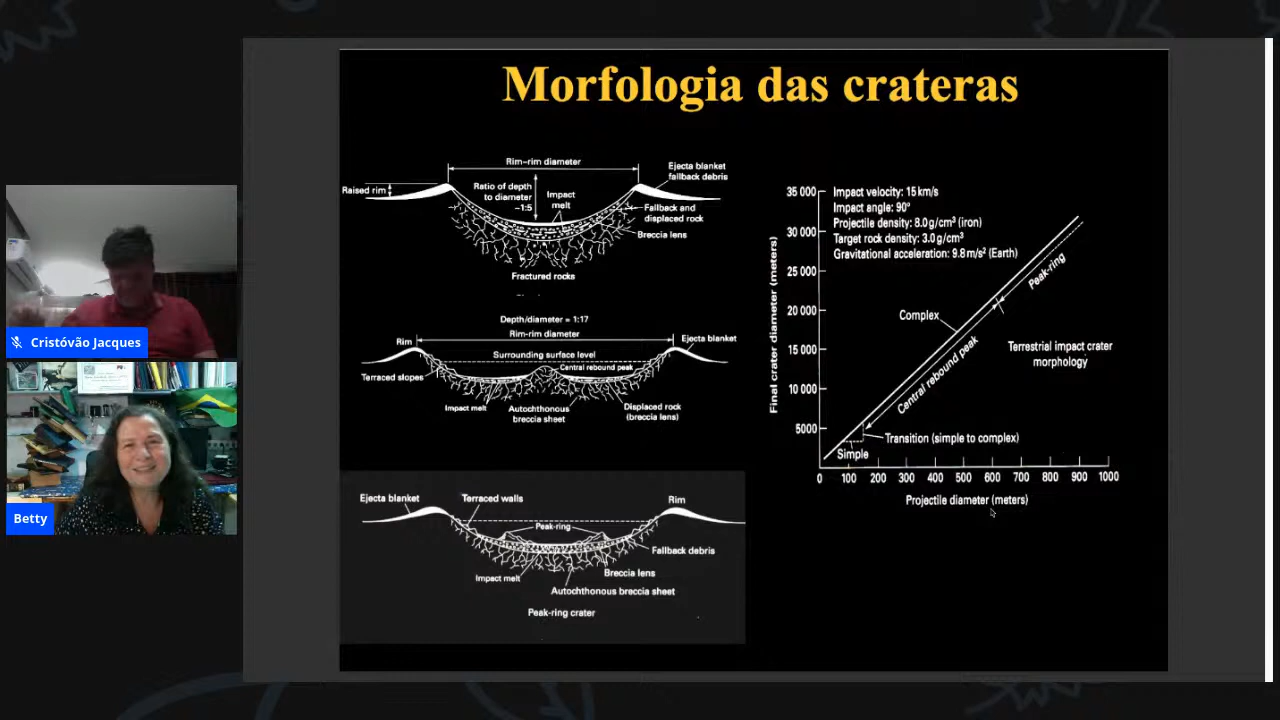 Morfologia das crateras
Rim–rim diameter
Raised rim
Ratio of depth
to diameter
~1:5
Impact
melt
Ejecta blanket
fallback debris
Fallback and
displaced rock
Breccia lens
Fractured rocks
Depth/diameter = 1:17
Rim–rim diameter
Rim
Ejecta blanket
Surrounding surface level
Central rebound peak
Terraced slopes
Impact melt
Autochthonous
breccia sheet
Displaced rock
(breccia lens)
Ejecta blanket
Terraced walls
Rim
Peak-ring
Fallback debris
Impact melt
Breccia lens
Autochthonous breccia sheet
Peak-ring crater
Final crater diameter (meters)
35 000
30 000
25 000
20 000
15 000
10 000
5000
Impact velocity: 15 km/s
Impact angle: 90°
Projectile density: 8.0 g/cm³ (iron)
Target rock density: 3.0 g/cm³
Gravitational acceleration: 9.8 m/s² (Earth)
Peak-ring
Complex
Central rebound peak
Terrestrial impact crater
morphology
Transition (simple to complex)
Simple
0 100 200 300 400 500 600 700 800 900 1000
Projectile diameter (meters)
Cristóvão Jacques
Betty